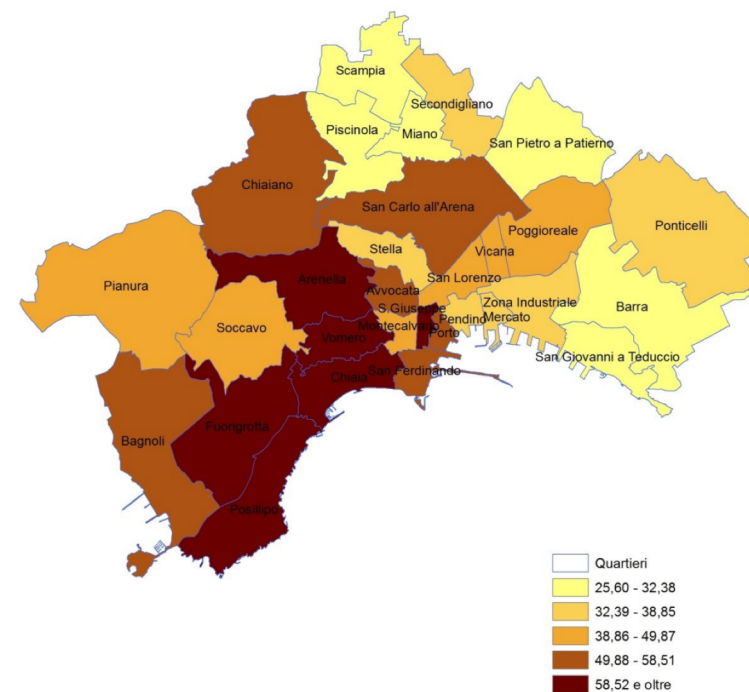 Scampia
Secondigliano
Piscinola
Miano
San Pietro a Patierno
Chiaiano
San Carlo all'Arena
Poggioreale
Ponticelli
Stella
Vicaria
Arenella
San Lorenzo
Pianura
Avvocata
Zona Industriale
S.Giuseppe
Barra
Pendino
Mercato
Soccavo
Montecalvario
Porto
Vomero
San Giovanni a Teduccio
San Ferdinando
Chiaia
Fuorigrotta
Bagnoli
Posillipo
Quartieri
25,60 - 32,38
32,39 - 38,85
38,86 - 49,87
49,88 - 58,51
58,52 e oltre